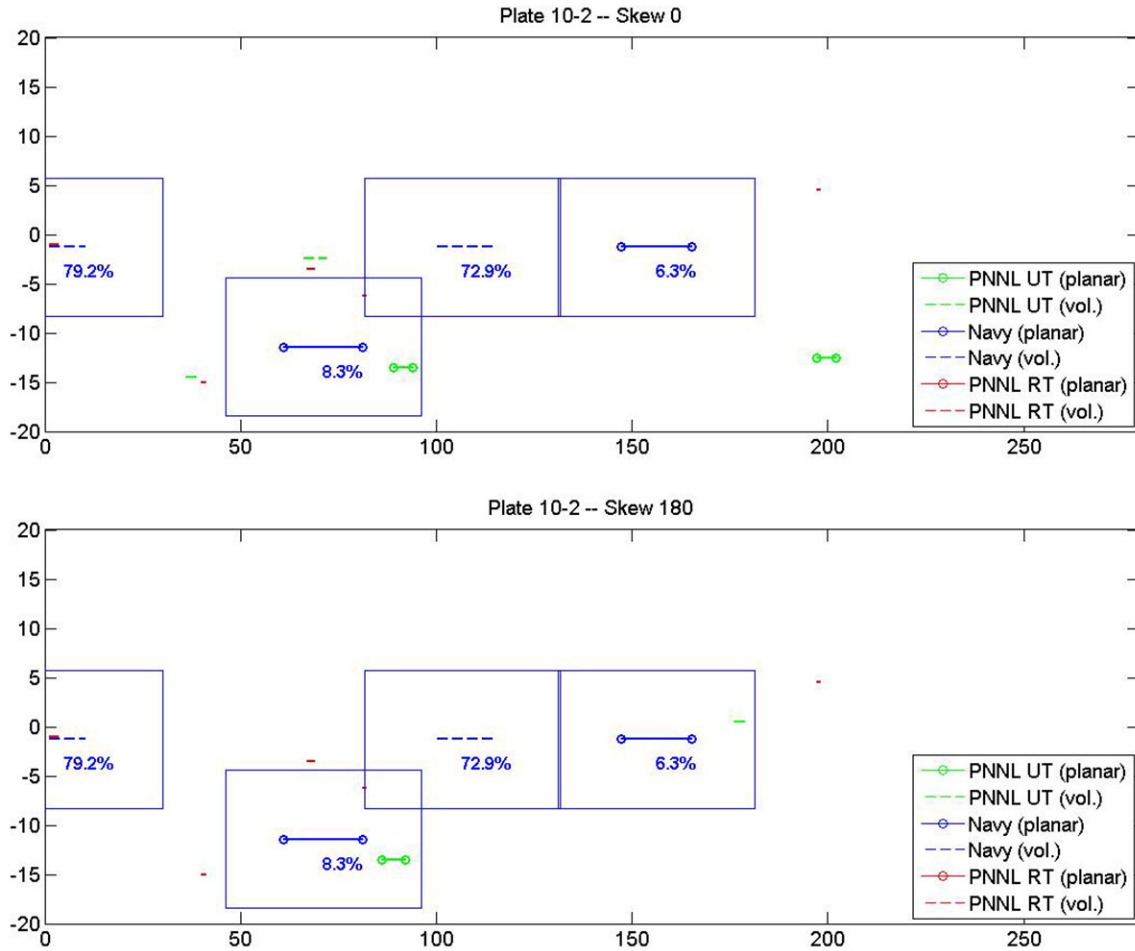 Plate 10-2 -- Skew 0
20
15
10
5
0
-5
-10
-15
-20
79.2%
72.9%
6.3%
8.3%
PNNL UT (planar)
PNNL UT (vol.)
Navy (planar)
Navy (vol.)
PNNL RT (planar)
PNNL RT (vol.)
0 50 100 150 200 250
Plate 10-2 -- Skew 180
20
15
10
5
0
-5
-10
-15
-20
79.2%
72.9%
6.3%
8.3%
PNNL UT (planar)
PNNL UT (vol.)
Navy (planar)
Navy (vol.)
PNNL RT (planar)
PNNL RT (vol.)
0 50 100 150 200 250